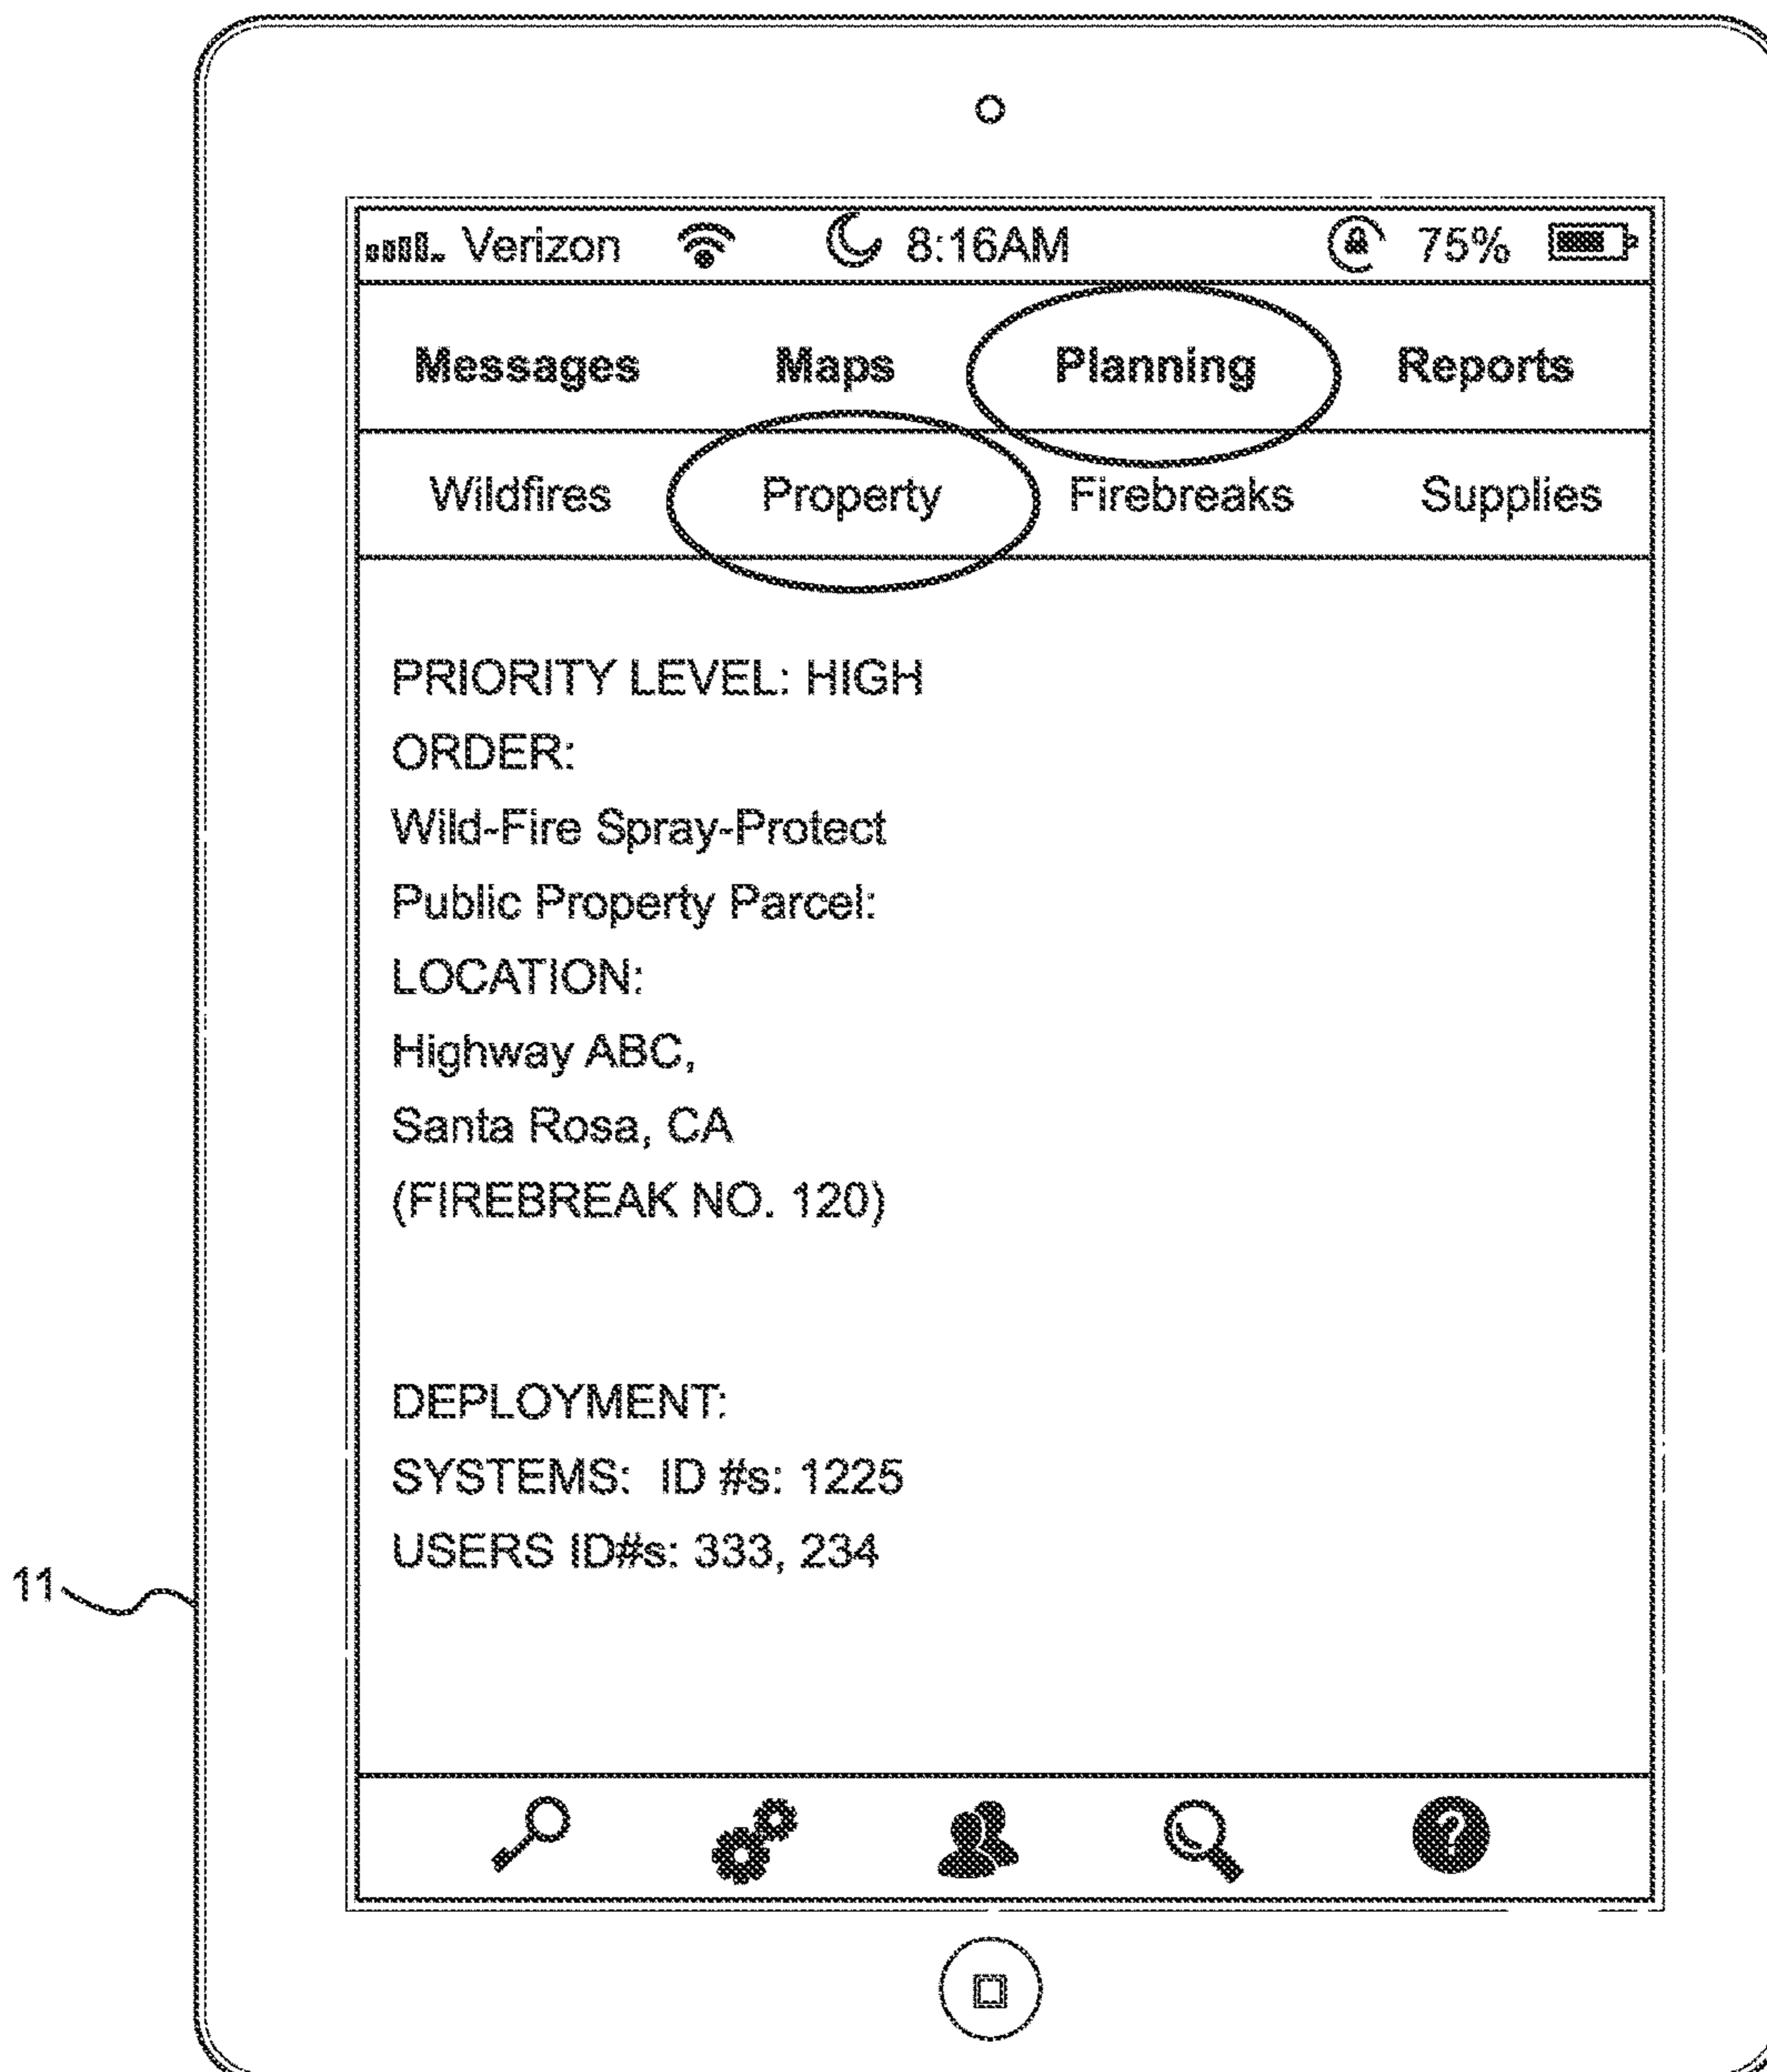 Verizon 8:16AM 75%
Messages Maps Planning Reports
Wildfires Property Firebreaks Supplies
PRIORITY LEVEL: HIGH
ORDER:
Wild-Fire Spray-Protect
Public Property Parcel:
LOCATION:
Highway ABC,
Santa Rosa, CA
(FIREBREAK NO. 120)
DEPLOYMENT:
SYSTEMS: ID #s: 1225
USERS ID#s: 333, 234
11
?